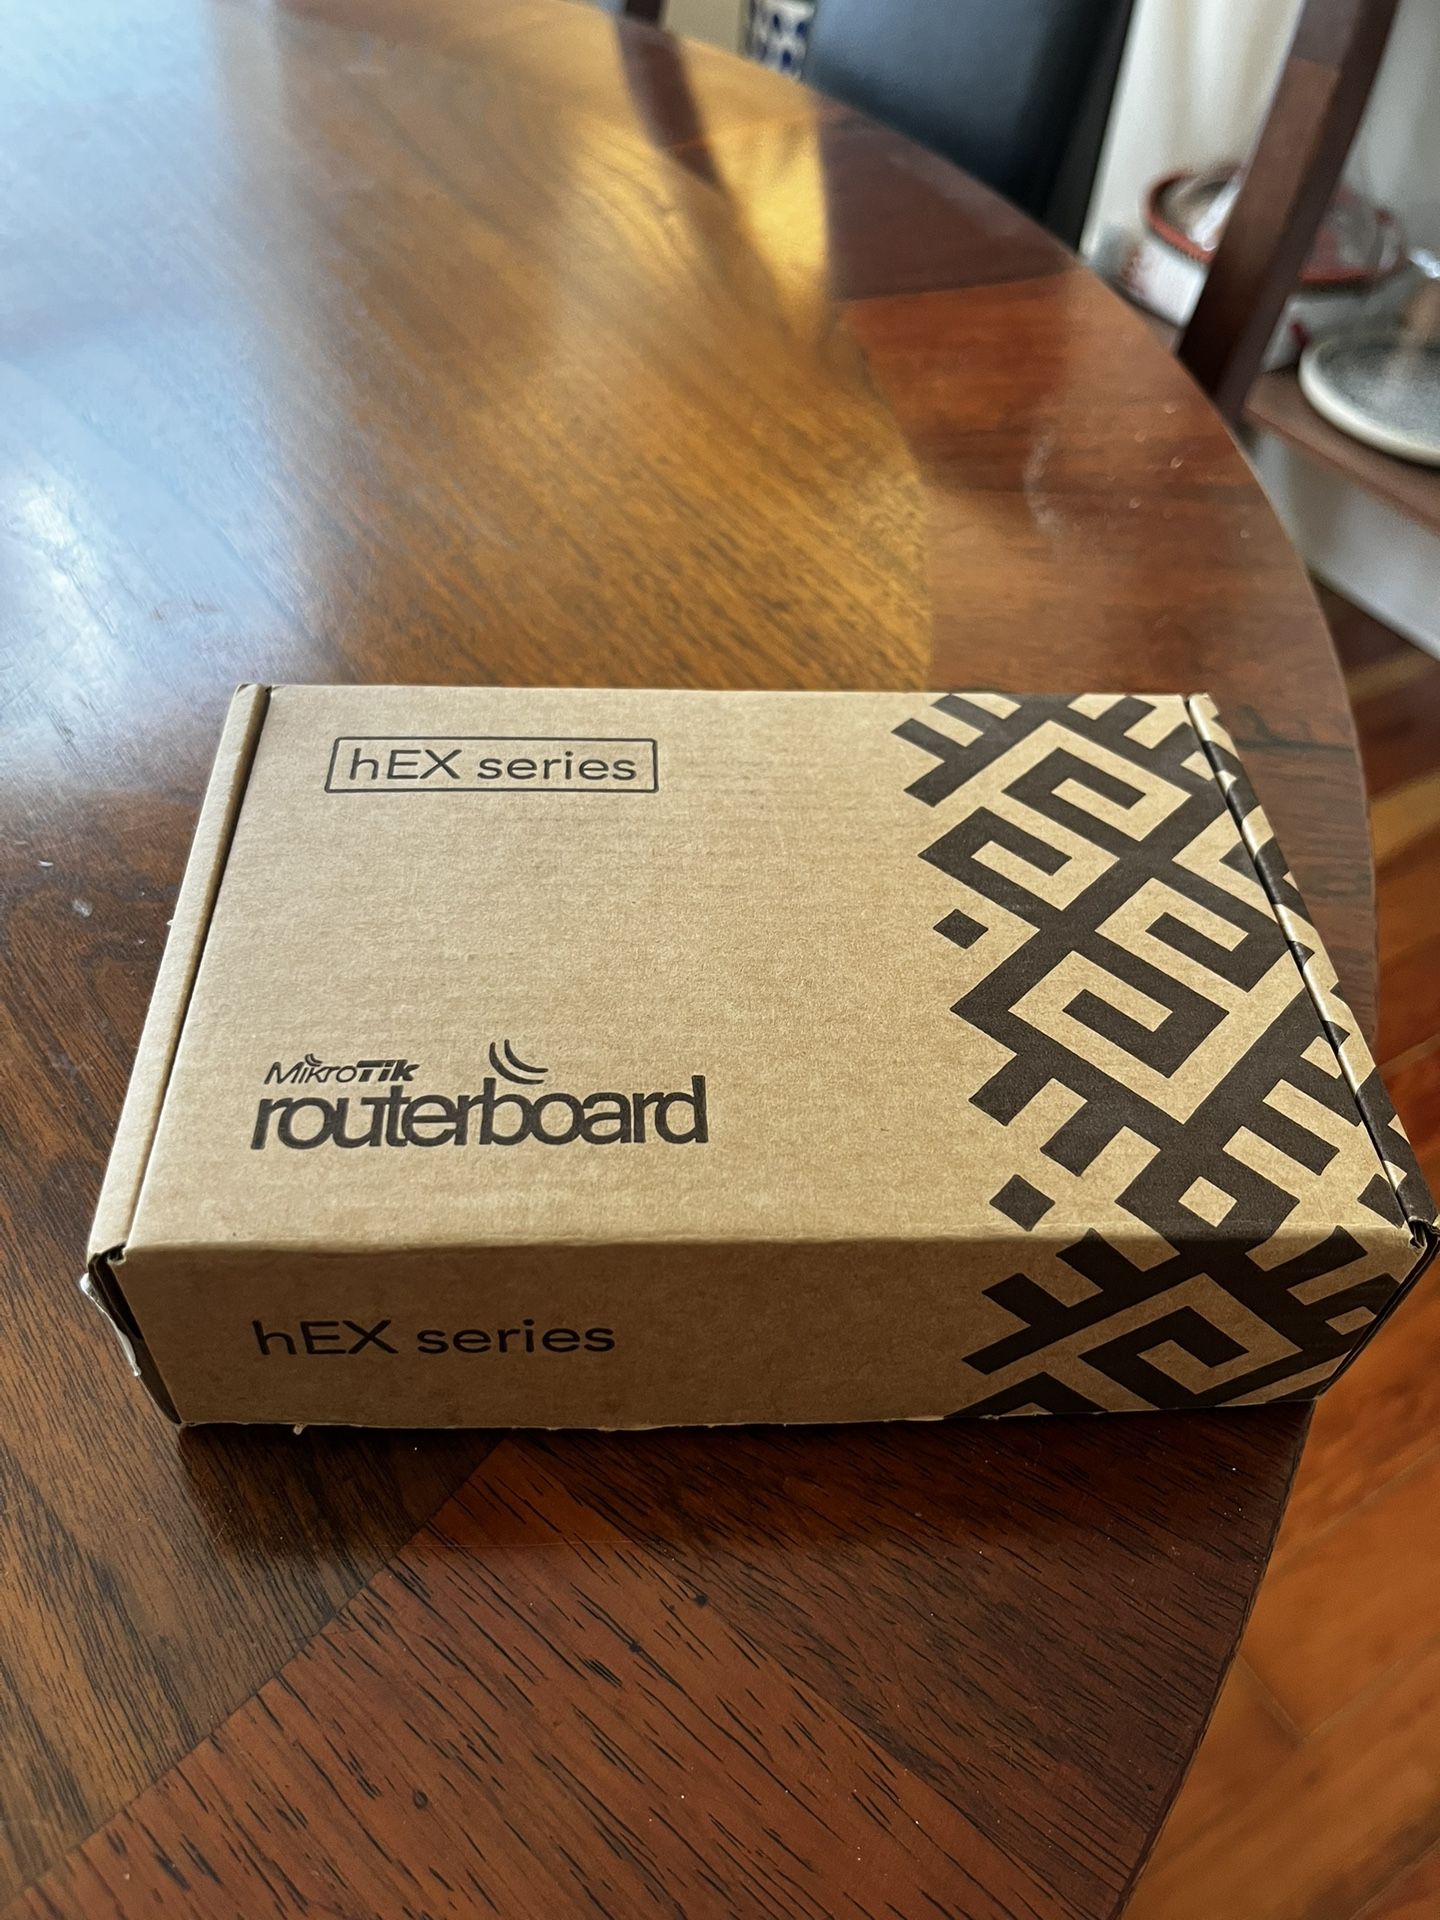 hEX series
MikroTik
routerboard
hEX series